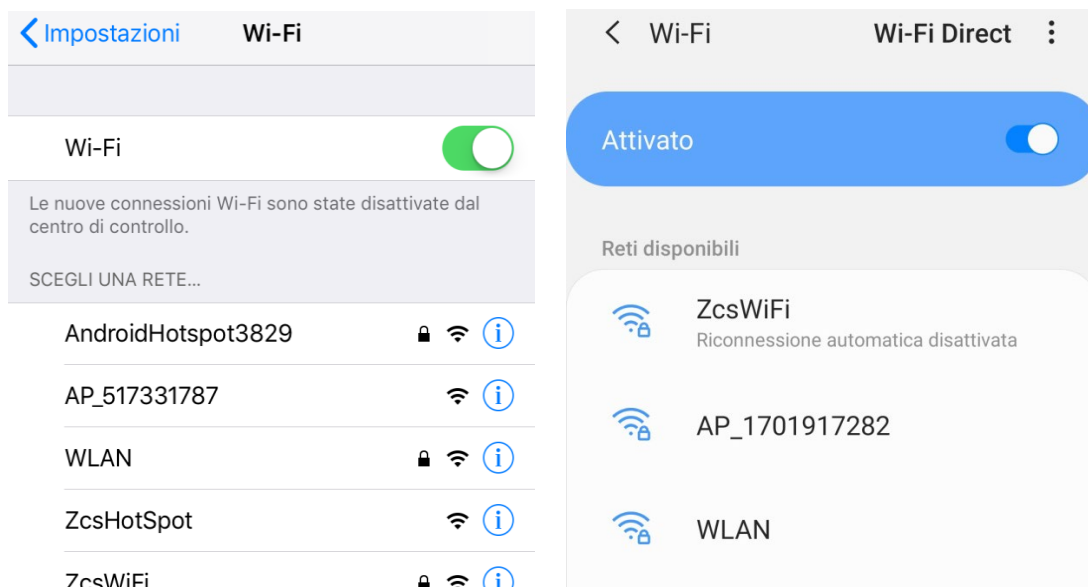 Impostazioni Wi-Fi
Wi-Fi
Le nuove connessioni Wi-Fi sono state disattivate dal
centro di controllo.
SCEGLI UNA RETE...
AndroidHotspot3829
AP_517331787
WLAN
ZcsHotSpot
ZcsWiFi
Wi-Fi Wi-Fi Direct
Attivato
Reti disponibili
ZcsWiFi
Riconnessione automatica disattivata
AP_1701917282
WLAN